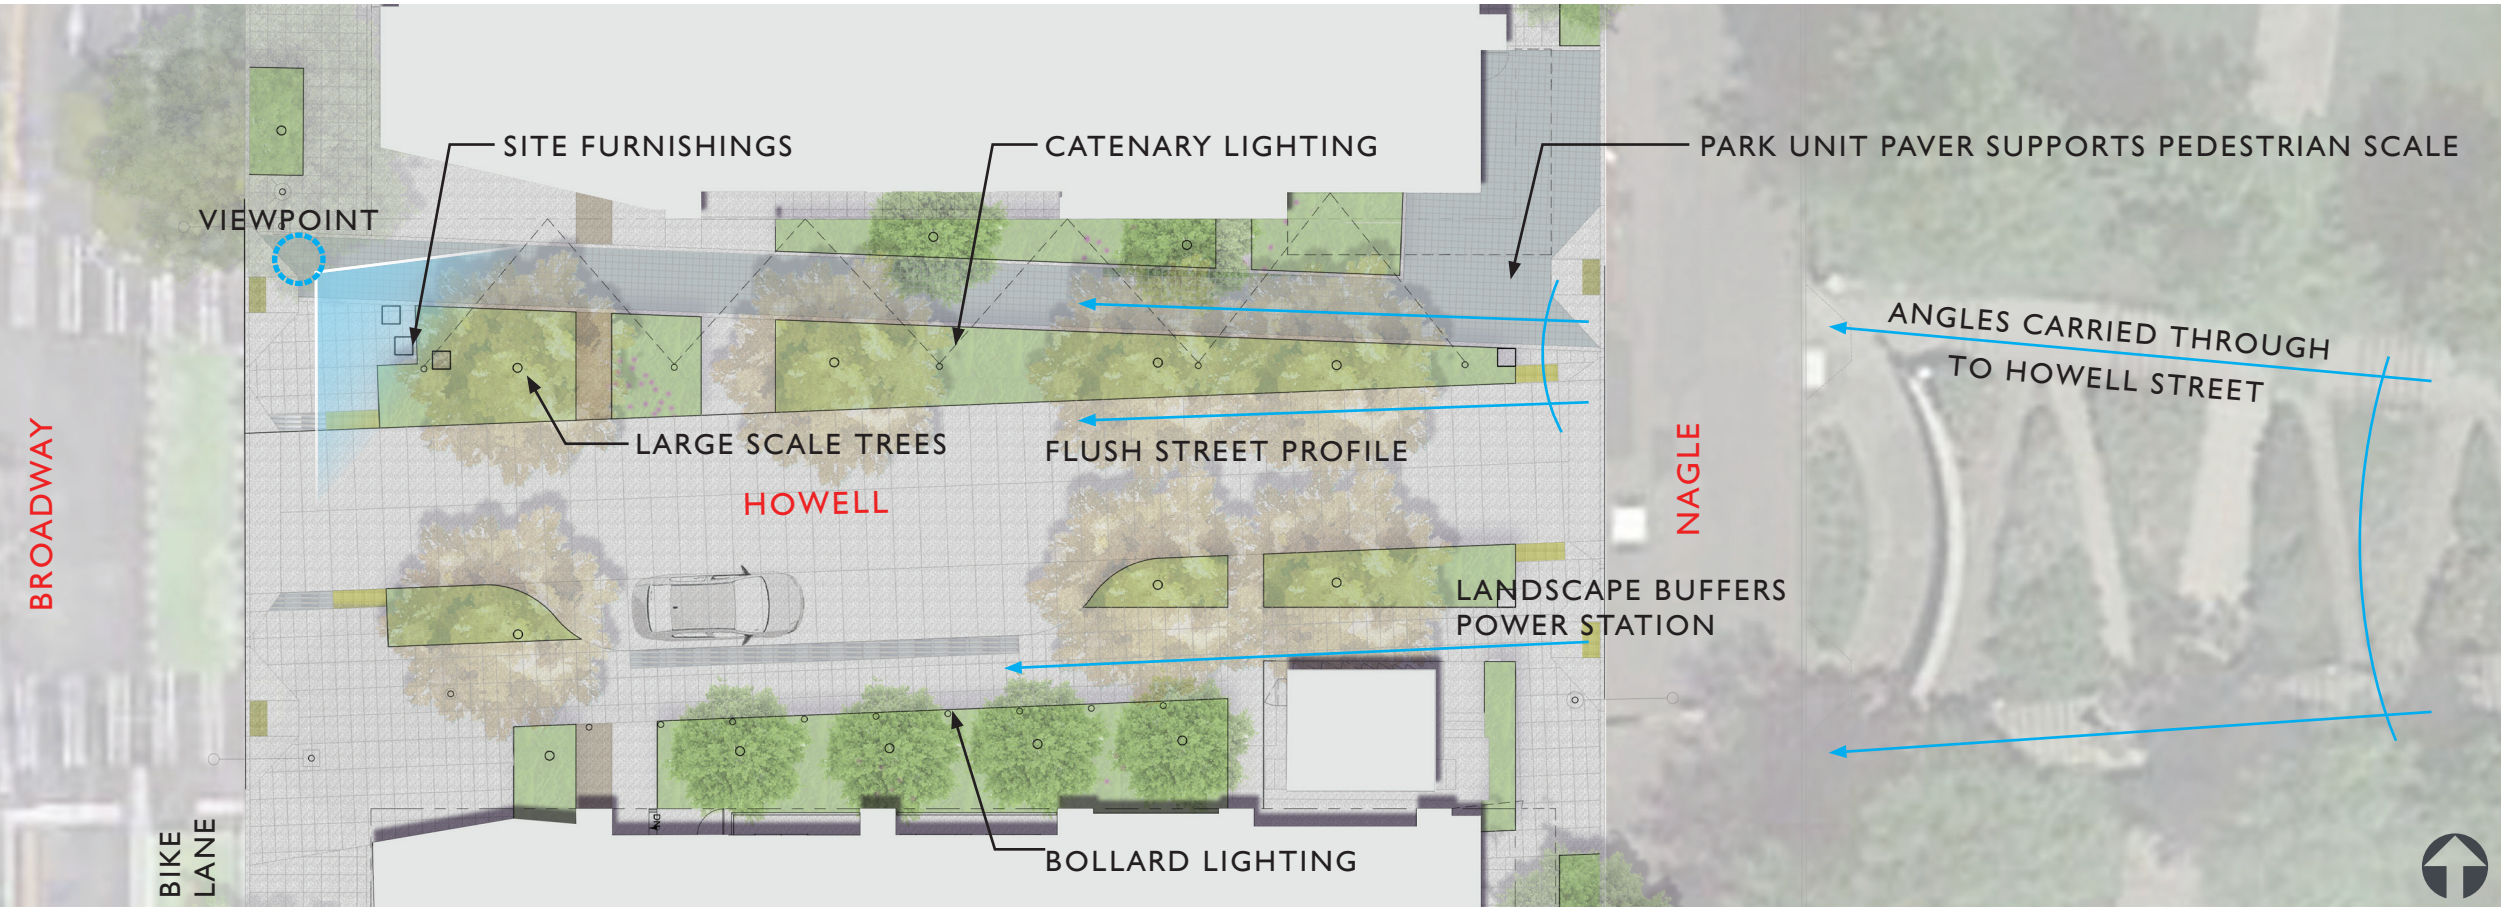 SITE FURNISHINGS
CATENARY LIGHTING
PARK UNIT PAVER SUPPORTS PEDESTRIAN SCALE
VIEWPOINT
ANGLES CARRIED THROUGH
TO HOWELL STREET
LARGE SCALE TREES
FLUSH STREET PROFILE
BROADWAY
HOWELL
NAGLE
LANDSCAPE BUFFERS
POWER STATION
BIKE
LANE
DN
BOLLARD LIGHTING